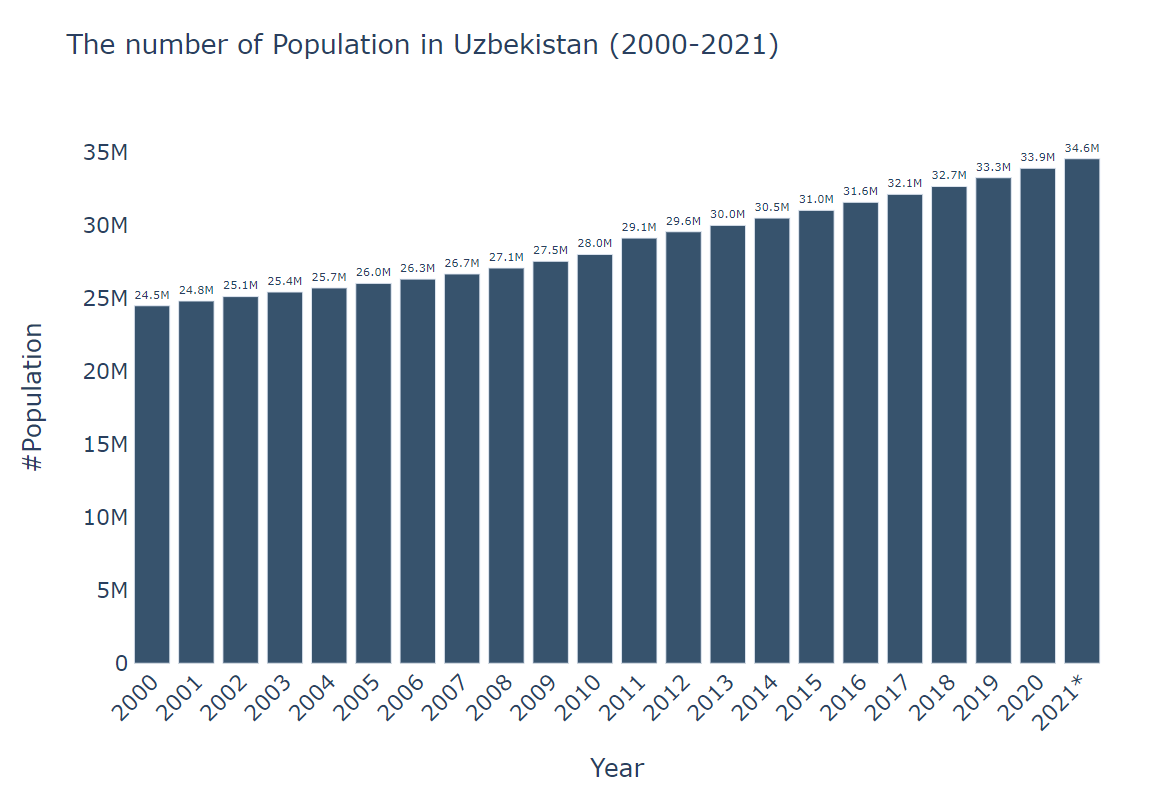 The number of Population in Uzbekistan (2000-2021)
35M
30M
25M
20M
15M
10M
5M
0
#Population
24.5M
24.8M
25.1M
25.4M
25.7M
26.0M
26.3M
26.7M
27.1M
27.5M
28.0M
29.1M
29.6M
30.0M
30.5M
31.0M
31.6M
32.1M
32.7M
33.3M
33.9M
34.6M
2000
2001
2002
2003
2004
2005
2006
2007
2008
2009
2010
2011
2012
2013
2014
2015
2016
2017
2018
2019
2020
2021*
Year